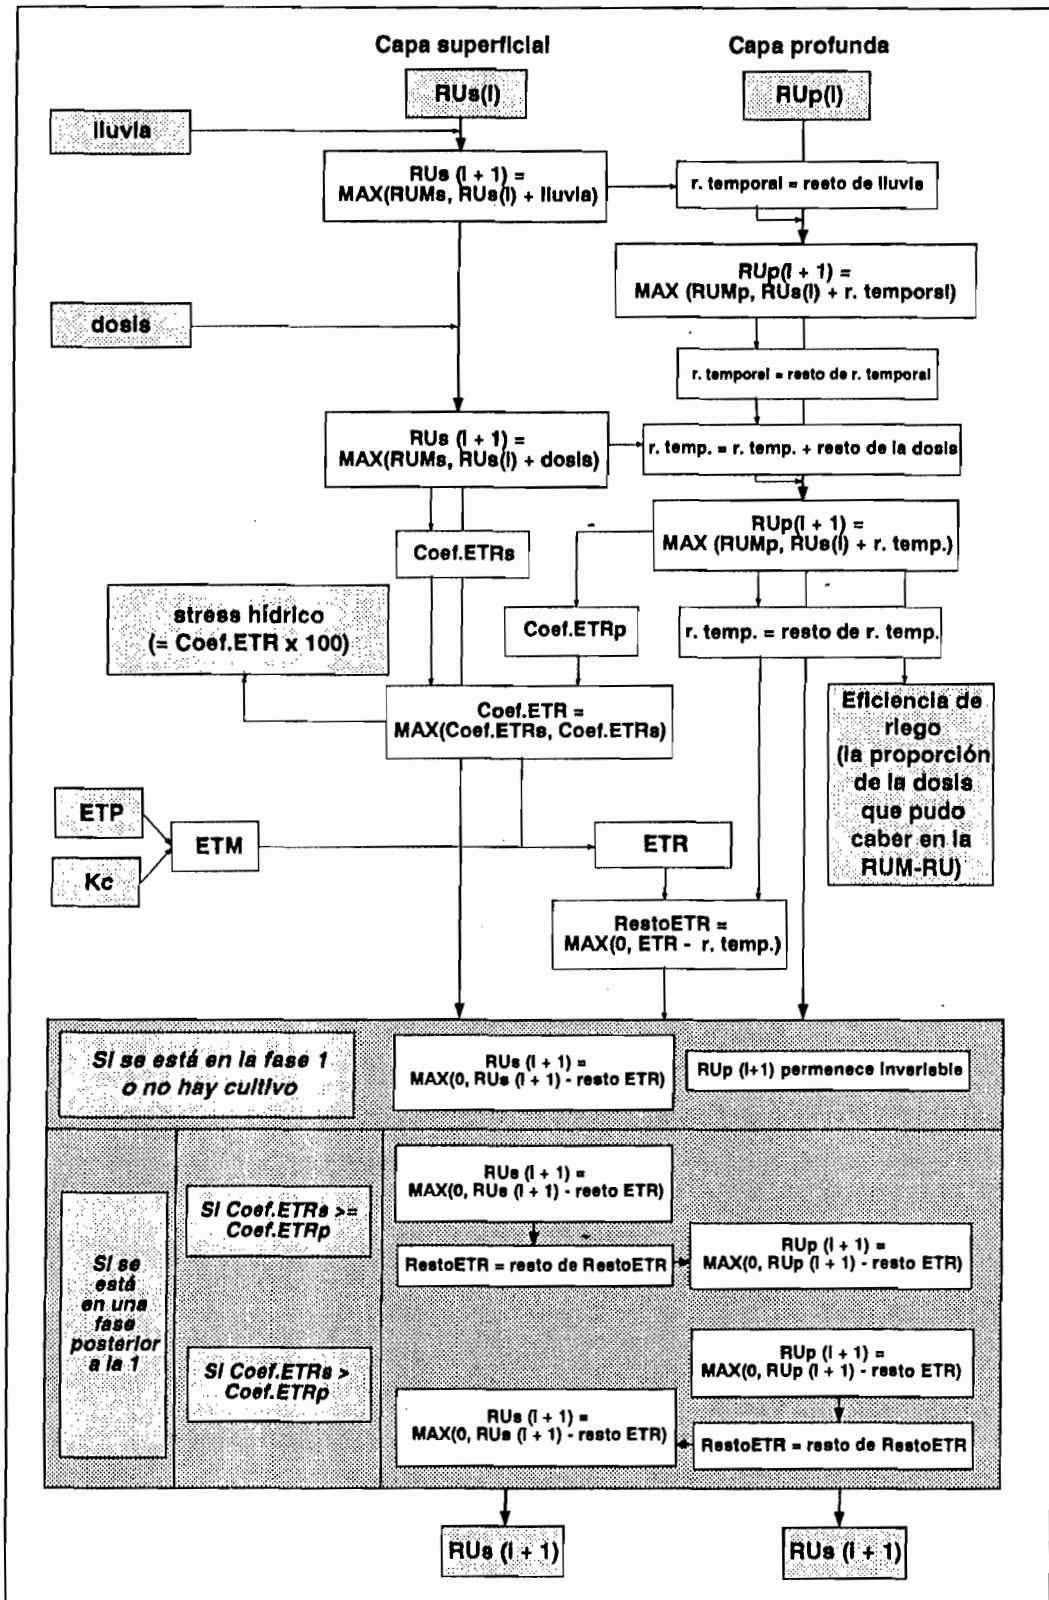 Capa superficial
Capa profunda
RUs(I)
RUp(I)
lluvia
RUs (I + 1) =
MAX(RUMs, RUs(I) + lluvia)
r. temporal = resto de lluvia
RUp(I + 1) =
MAX (RUMp, RUs(I) + r. temporal)
dosis
r. temporal = resto de r. temporal
RUs (I + 1) =
MAX(RUMs, RUs(I) + dosis)
r. temp. = r. temp. + resto de la dosis
RUp(I + 1) =
MAX (RUMp, RUs(I) + r. temp.)
Coef.ETRs
stress hídrico
(= Coef.ETR x 100)
Coef.ETRp
r. temp. = resto de r. temp.
Coef.ETR =
MAX(Coef.ETRs, Coef.ETRs)
Eficiencia de
riego
(la proporción
de la dosis
que pudo
caber en la
RUM-RU)
ETP
Kc
ETM
ETR
RestoETR =
MAX(0, ETR - r. temp.)
Si se está en la fase 1
o no hay cultivo
RUs (I + 1) =
MAX(0, RUs (I + 1) - resto ETR)
RUp (I+1) permenece invariable
Si se
está
en una
fase
posterior
a la 1
Si Coef.ETRs >=
Coef.ETRp
RUs (I + 1) =
MAX(0, RUs (I + 1) - resto ETR)
RestoETR = resto de RestoETR
RUp (I + 1) =
MAX(0, RUp (I + 1) - resto ETR)
Si Coef.ETRs >
Coef.ETRp
RUp (I + 1) =
MAX(0, RUp (I + 1) - resto ETR)
RestoETR = resto de RestoETR
RUs (I + 1) =
MAX(0, RUs (I + 1) - resto ETR)
RUs (I + 1)
RUs (I + 1)